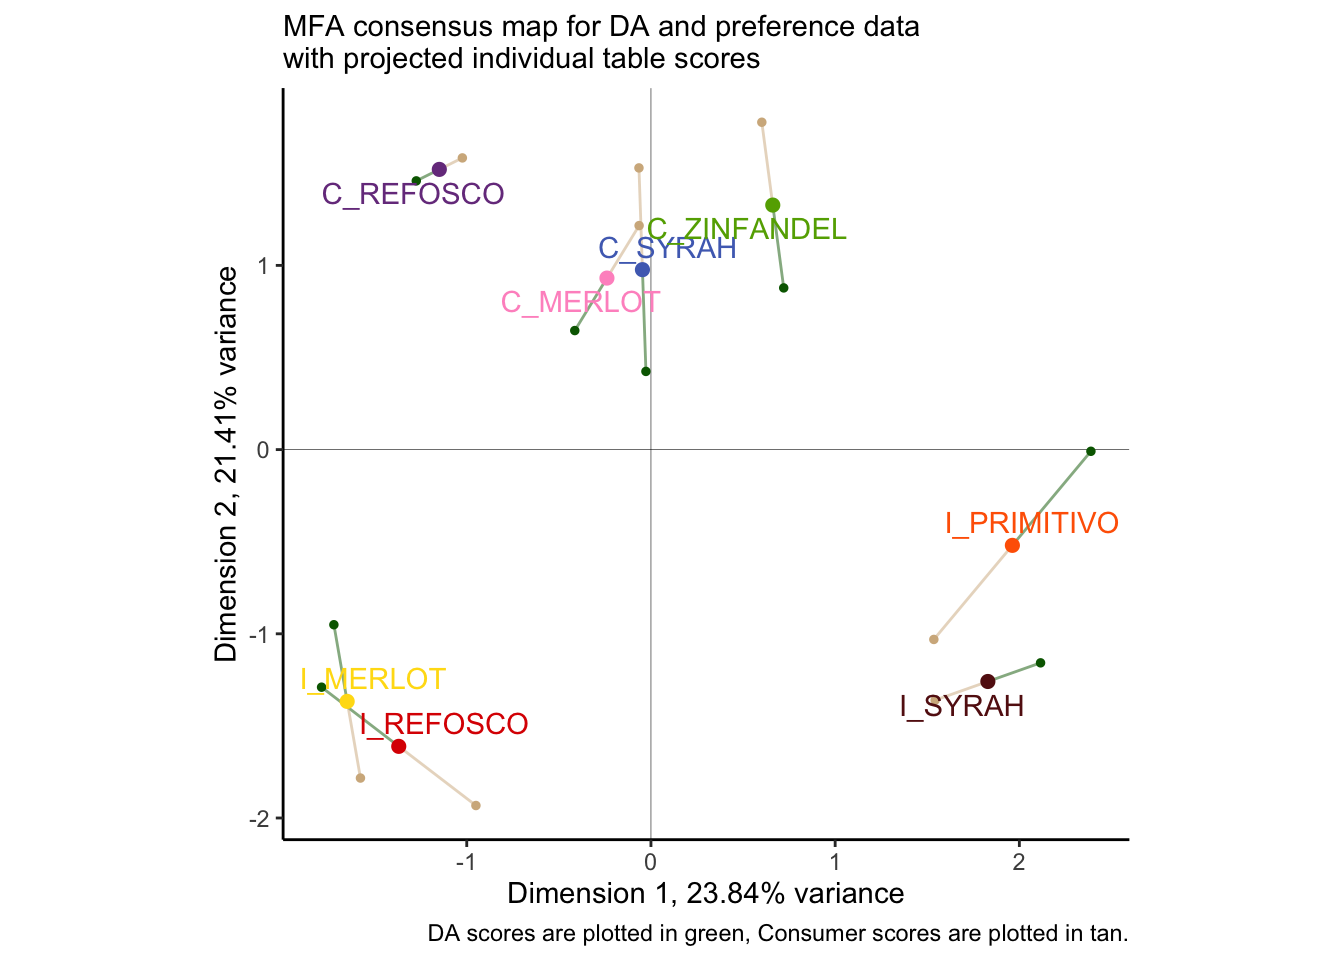 MFA consensus map for DA and preference data
with projected individual table scores
C_REFOSCO
C_ZINFANDEL
C_SYRAH
C_MERLOT
I_PRIMITIVO
I_MERLOT
I_SYRAH
I_REFOSCO
Dimension 2, 21.41% variance
1
0
-1
-2
-1
0
1
2
Dimension 1, 23.84% variance
DA scores are plotted in green, Consumer scores are plotted in tan.